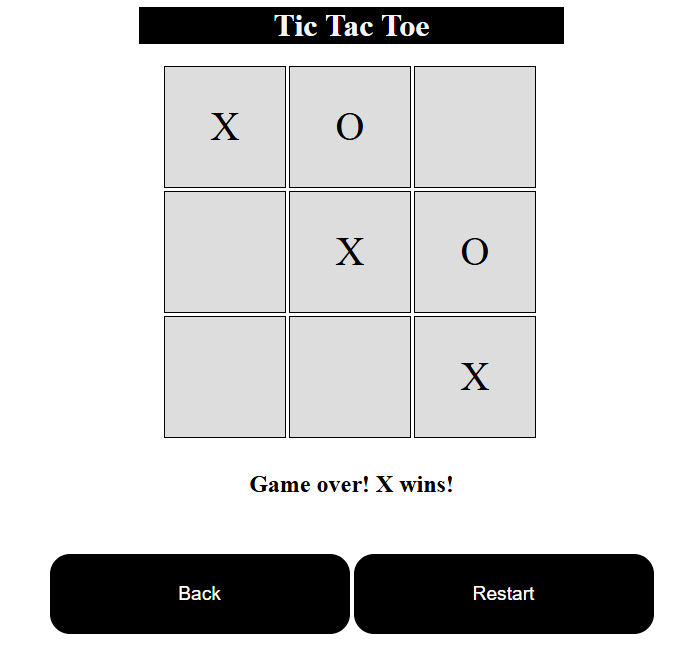 Tic Tac Toe
X O
X O
X
Game over! X wins!
Back Restart